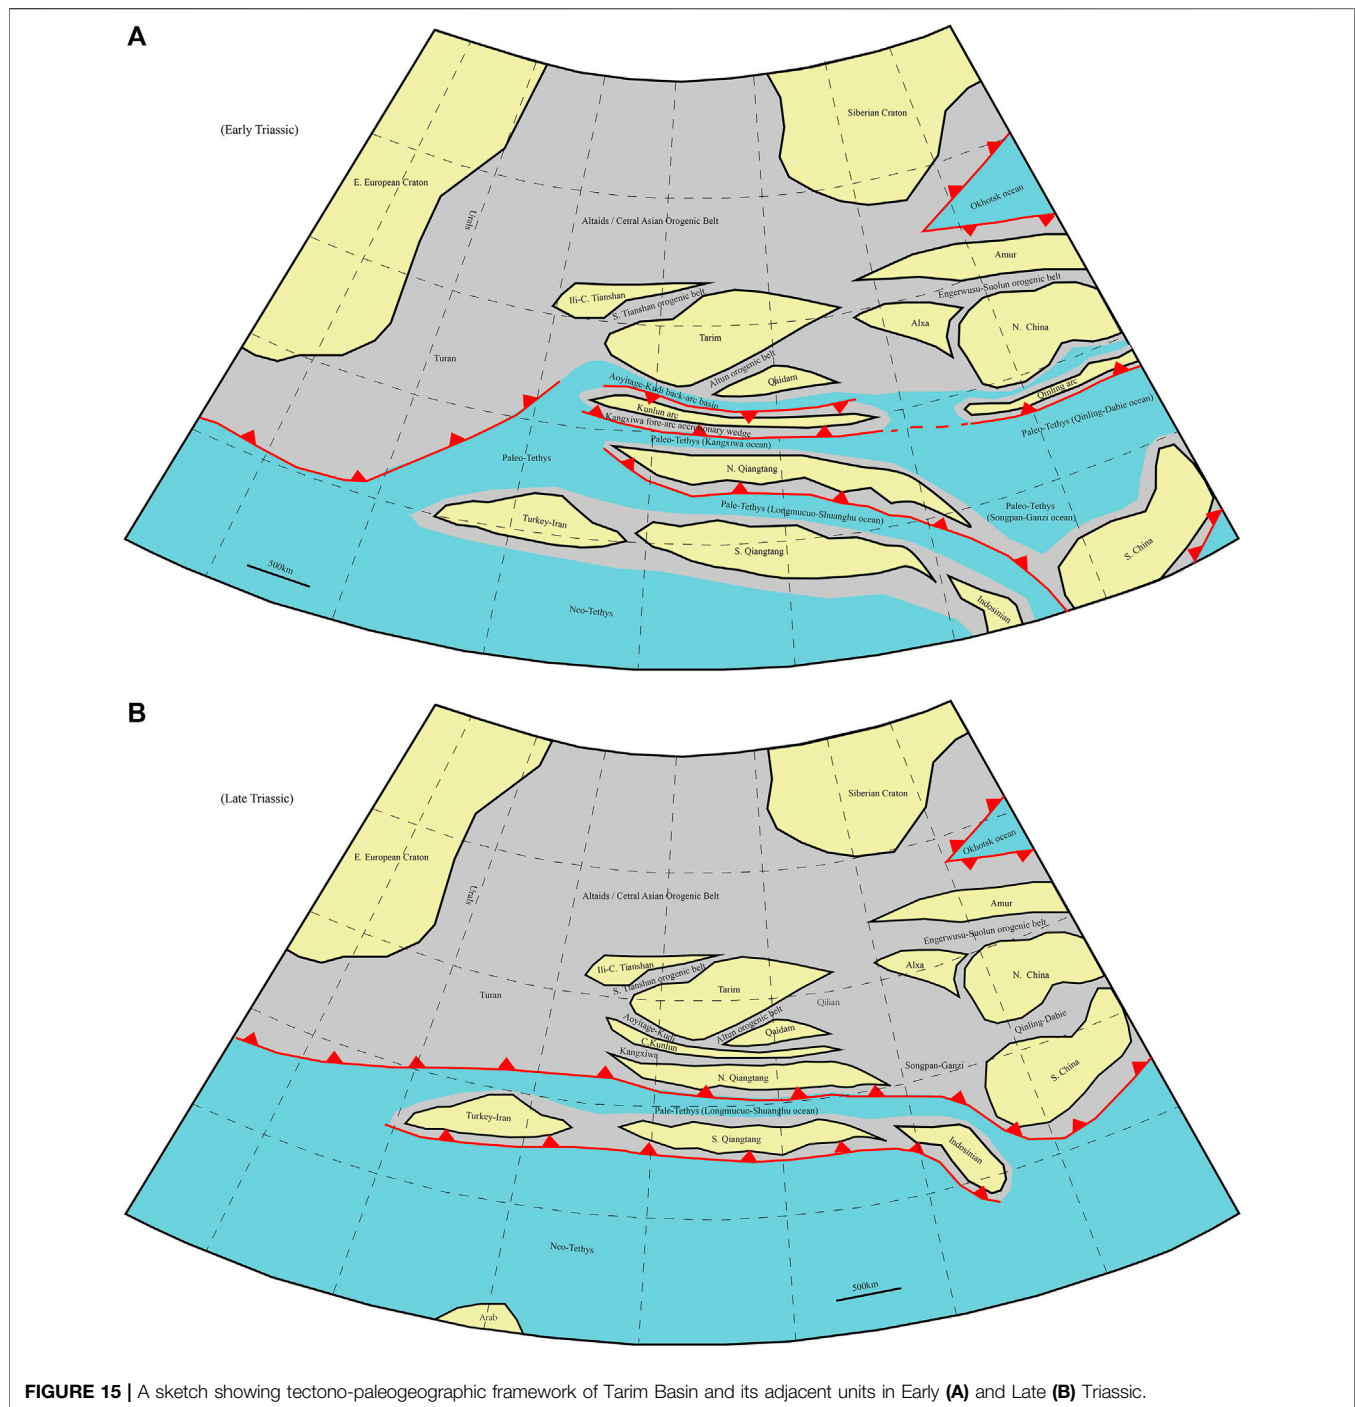 A
(Early Triassic)
Siberian Craton
E. European Craton
Okhotsk ocean
Urals
Altaids / Cetral Asian Orogenic Belt
Amur
Engerwusu-Suolun orogenic belt
Ili-C. Tianshan
S. Tianshan orogenic belt
Alxa
N. China
Tarim
Turan
Altun orogenic belt
Qaidam
Aoyitage-Kudi back-arc basin
Qinling arc
Kunlun arc
Kangxiwa fore-arc accretionary wedge
Paleo-Tethys (Qinling-Dabie ocean)
Paleo-Tethys (Kangxiwa ocean)
Paleo-Tethys
N. Qiangtang
Paleo-Tethys
(Songpan-Ganzi ocean)
Pale-Tethys (Longmucuo-Shuanghu ocean)
Turkey-Iran
S. Qiangtang
S. China
500km
Neo-Tethys
Indosinian
B
(Late Triassic)
Siberian Craton
Okhotsk ocean
E. European Craton
Urals
Altaids / Cetral Asian Orogenic Belt
Amur
Engerwusu-Suolun orogenic belt
Ili-C. Tianshan
S. Tianshan orogenic belt
Alxa
N. China
Turan
Tarim
Qilian
Aoyitage-Kudi
Altun orogenic belt
Qaidam
Qinling-Dabie
C.Kunlun
Kangxiwa
Songpan-Ganzi
N. Qiangtang
S. China
Pale-Tethys (Longmucuo-Shuanghu ocean)
Turkey-Iran
S. Qiangtang
Indosinian
Neo-Tethys
500km
Arab
FIGURE 15 | A sketch showing tectono-paleogeographic framework of Tarim Basin and its adjacent units in Early (A) and Late (B) Triassic.